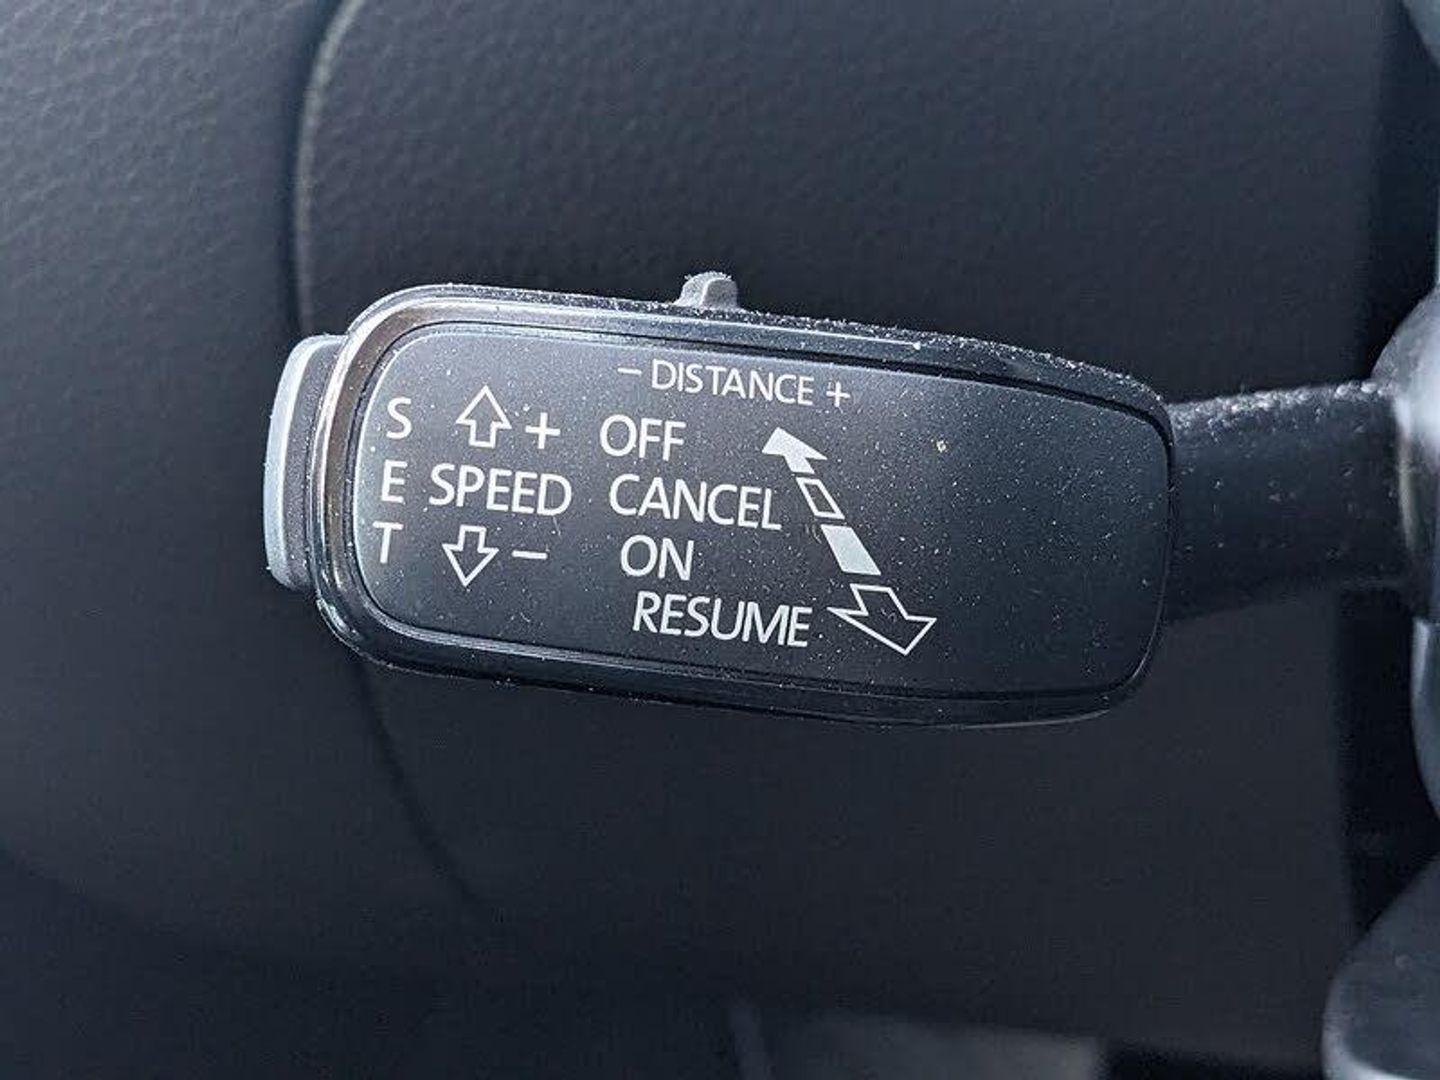 − DISTANCE +
S + OFF
E SPEED CANCEL
T − ON
RESUME